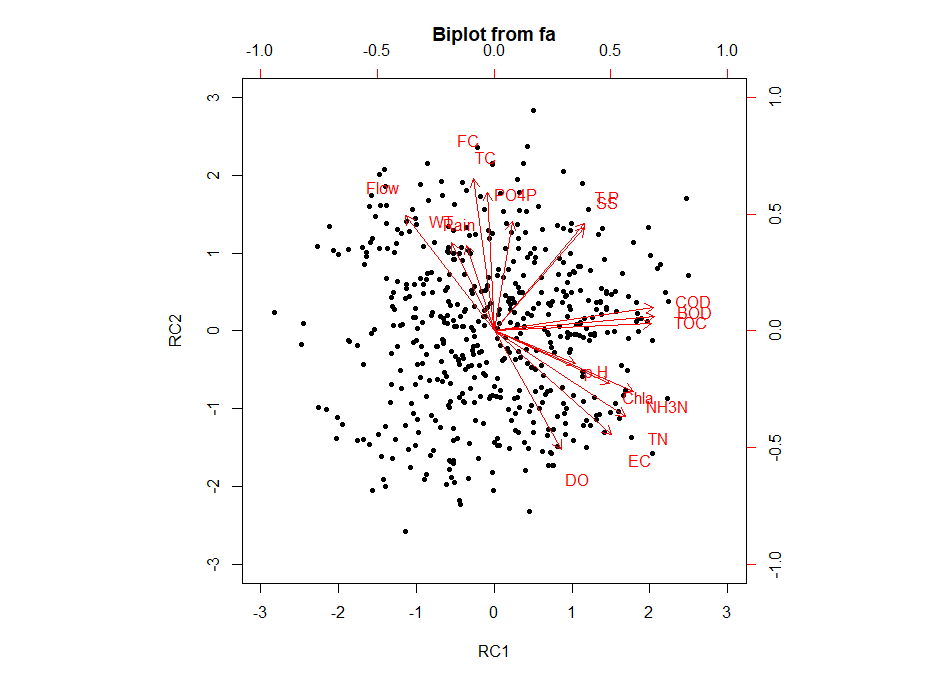 Biplot from fa
-1.0 -0.5 0.0 0.5 1.0
3 2 1 0 -1 -2 -3
RC2
FC
TC
Flow
PO4P
T.P
SS
WT
Rain
COD
BOD
TOC
p.H
Chla
NH3N
TN
EC
DO
1.0 0.5 0.0 -0.5 -1.0
-3 -2 -1 0 1 2 3
RC1